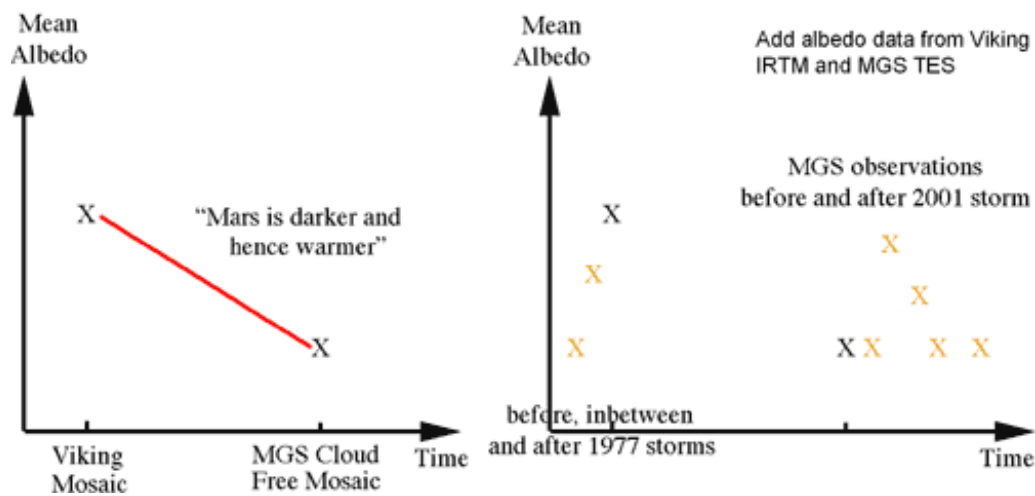 Mean
Albedo
X
“Mars is darker and
hence warmer”
X
Viking
Mosaic
MGS Cloud
Free Mosaic
Time
Mean
Albedo
Add albedo data from Viking
IRTM and MGS TES
MGS observations
before and after 2001 storm
X
X
X
X
X
X X X X
before, inbetween
and after 1977 storms
Time